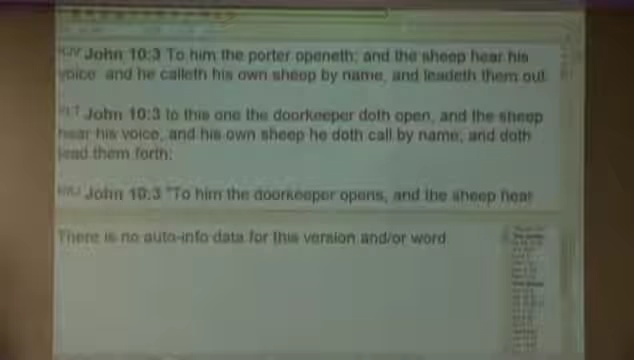 KJV John 10:3 To him the porter openeth; and the sheep hear his
voice: and he calleth his own sheep by name, and leadeth them out.
YLT John 10:3 to this one the doorkeeper doth open, and the sheep
hear his voice, and his own sheep he doth call by name, and doth
lead them forth;
John 10:3 "To him the doorkeeper opens, and the sheep hear
There is no auto-info data for this version and/or word